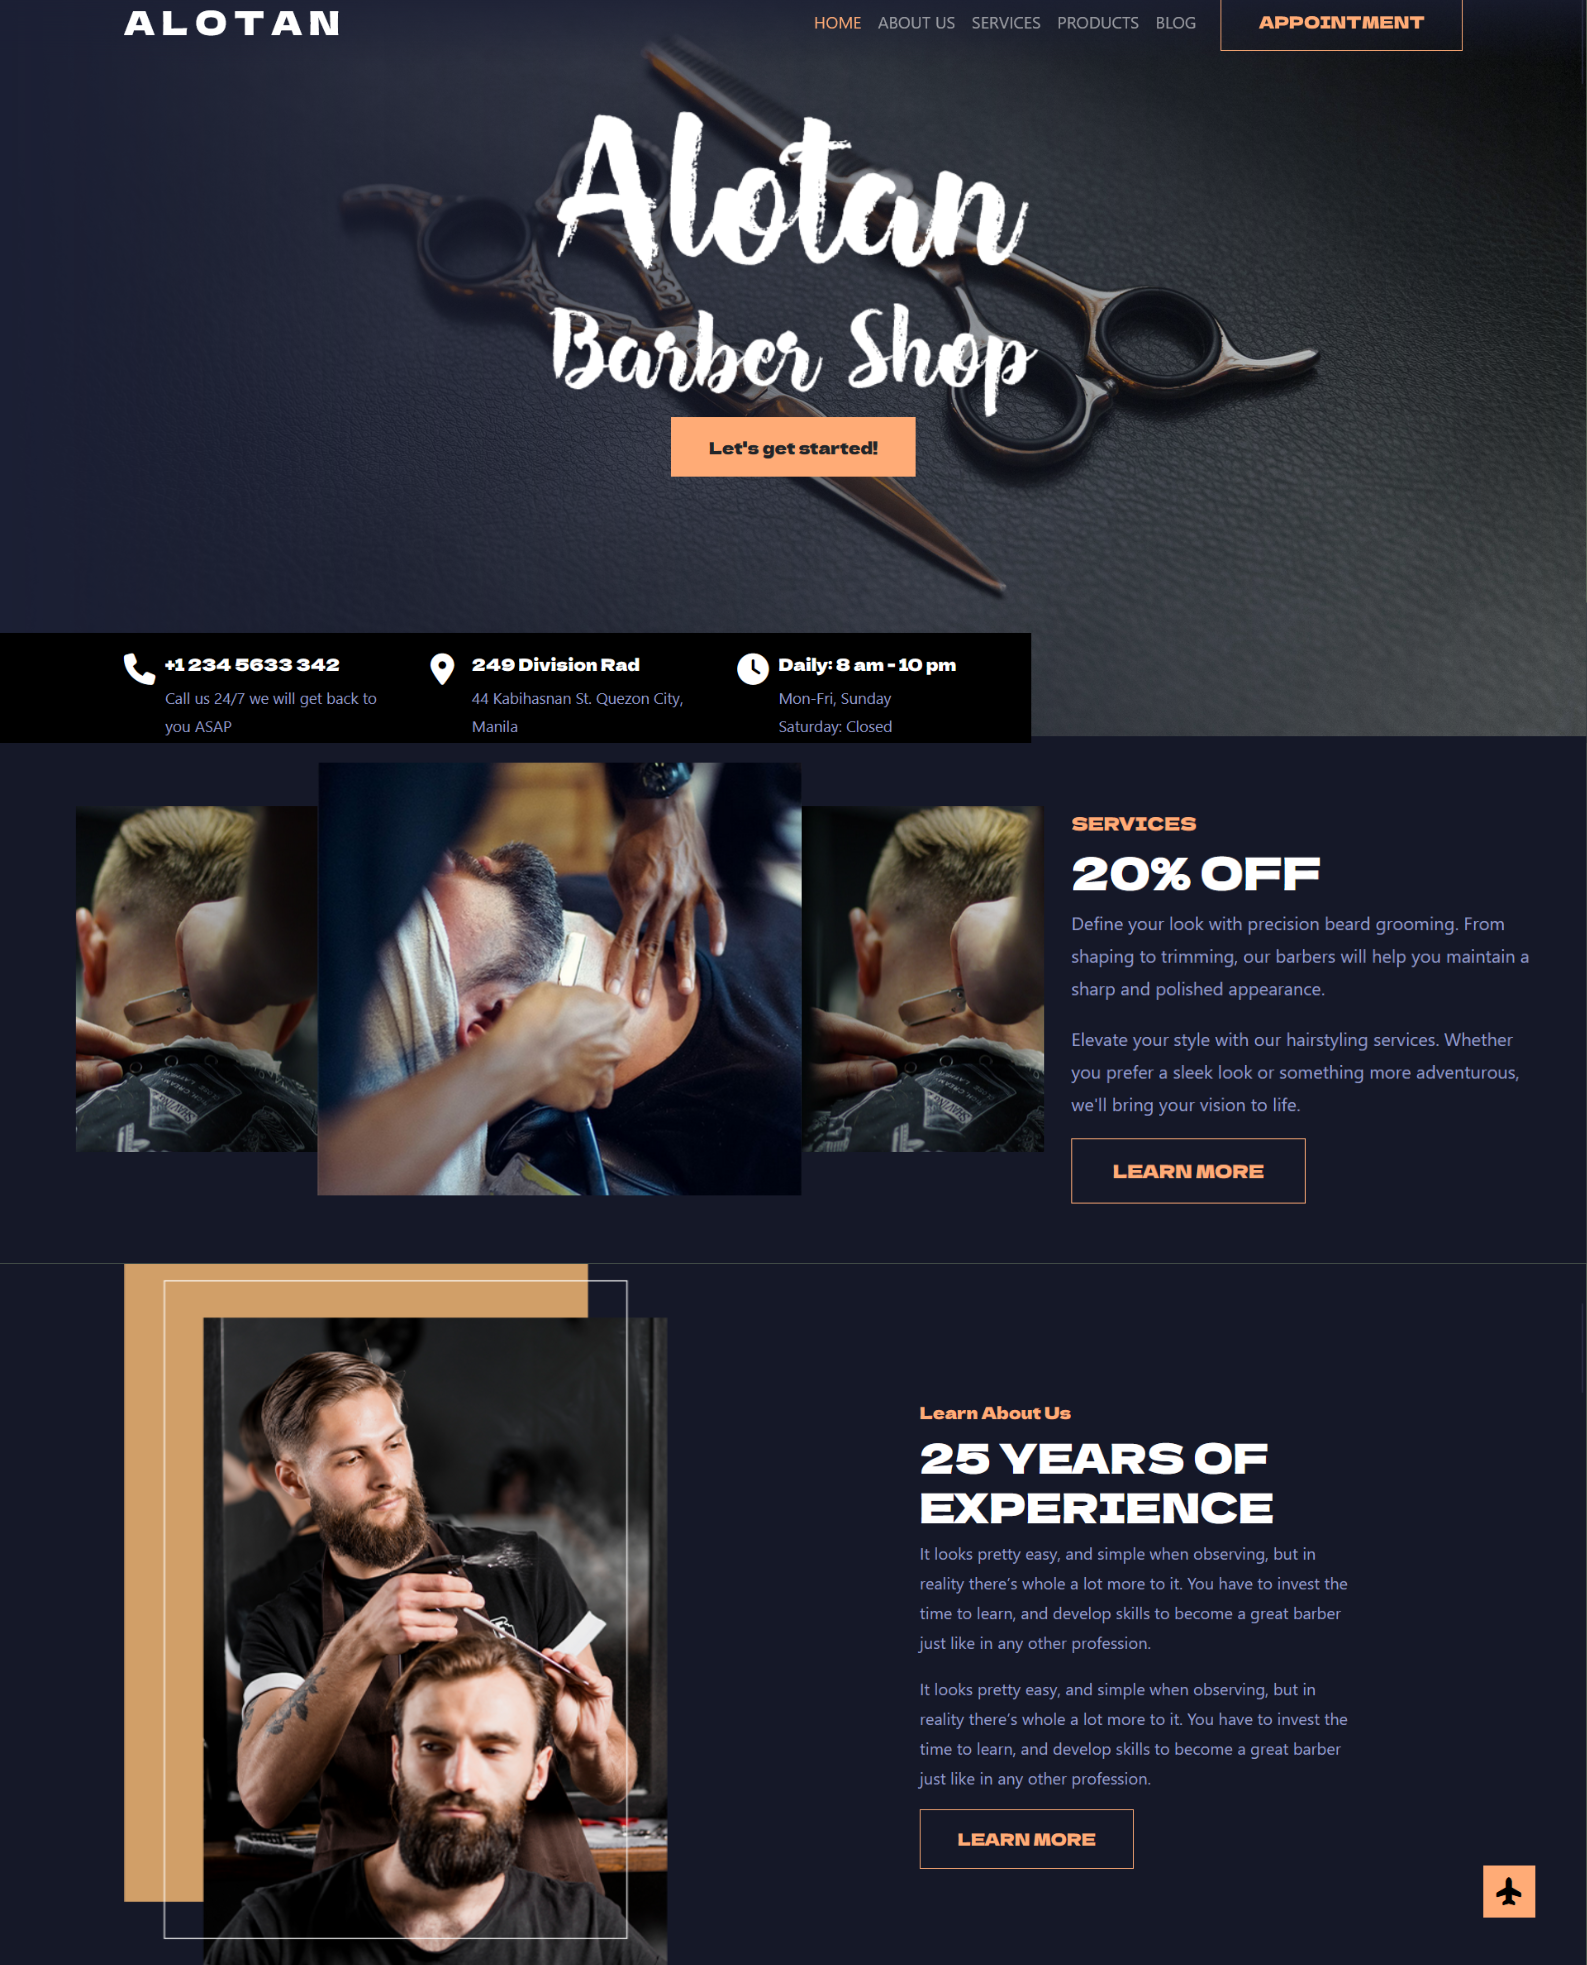 ALOTAN
HOME ABOUT US SERVICES PRODUCTS BLOG APPOINTMENT
Alotan
Barber Shop
Let's get started!
+1 234 5633 342
Call us 24/7 we will get back to
you ASAP
249 Division Rad
44 Kabihasnan St. Quezon City,
Manila
Daily: 8 am - 10 pm
Mon-Fri, Sunday
Saturday: Closed
SERVICES
20% OFF
Define your look with precision beard grooming. From
shaping to trimming, our barbers will help you maintain a
sharp and polished appearance.
Elevate your style with our hairstyling services. Whether
you prefer a sleek look or something more adventurous,
we'll bring your vision to life.
LEARN MORE
Learn About Us
25 YEARS OF
EXPERIENCE
It looks pretty easy, and simple when observing, but in
reality there's whole a lot more to it. You have to invest the
time to learn, and develop skills to become a great barber
just like in any other profession.
It looks pretty easy, and simple when observing, but in
reality there's whole a lot more to it. You have to invest the
time to learn, and develop skills to become a great barber
just like in any other profession.
LEARN MORE